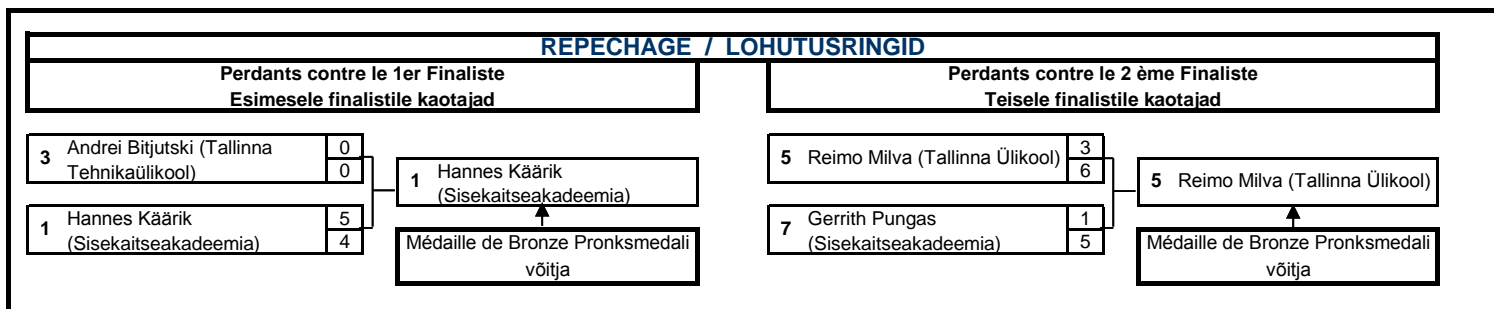 REPECHAGE / LOHUTUSRINGID
Perdants contre le 1er Finaliste
Esimesele finalistile kaotajad
3 Andrei Bitjutski (Tallinna
Tehnikaülikool)
0
0
1 Hannes Käärik
(Sisekaitseakadeemia)
5
4
1 Hannes Käärik
(Sisekaitseakadeemia)
Médaille de Bronze Pronksmedali
võitja
Perdants contre le 2 ème Finaliste
Teisele finalistile kaotajad
5 Reimo Milva (Tallinna Ülikool)
3
6
7 Gerrith Pungas
(Sisekaitseakadeemia)
1
5
5 Reimo Milva (Tallinna Ülikool)
Médaille de Bronze Pronksmedali
võitja